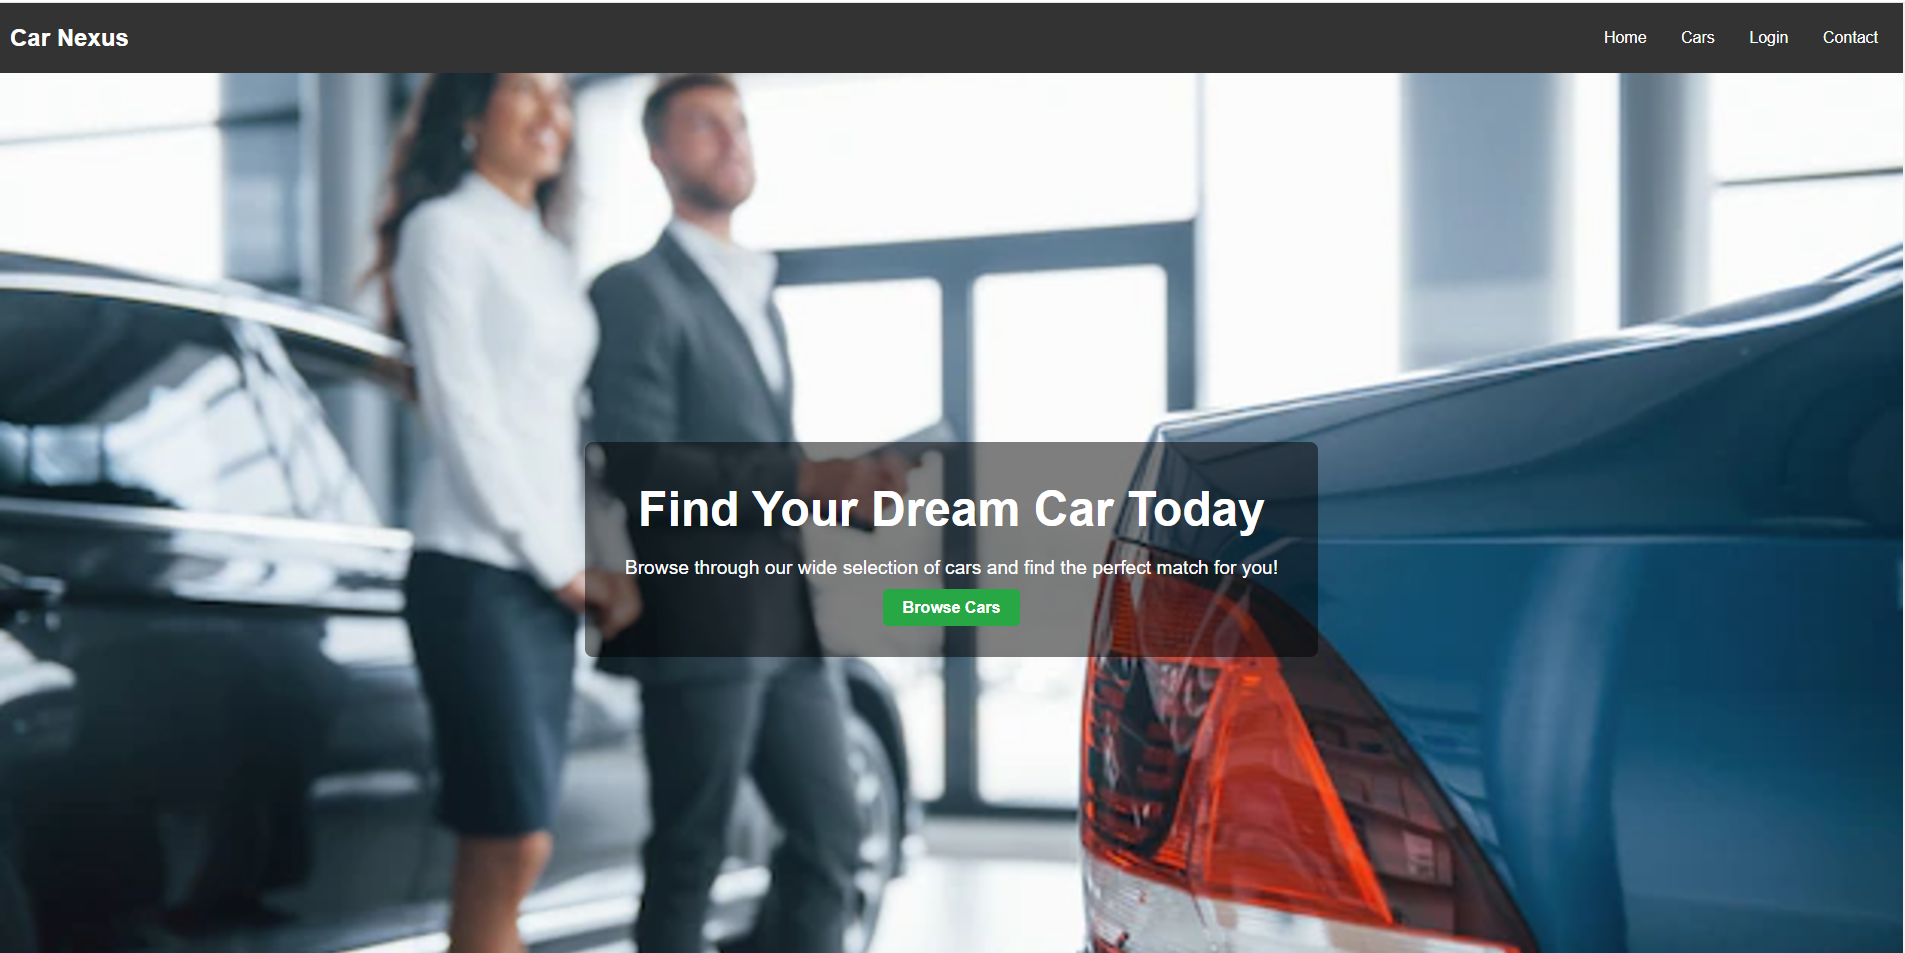 Car Nexus
Home Cars Login Contact
Find Your Dream Car Today
Browse through our wide selection of cars and find the perfect match for you!
Browse Cars